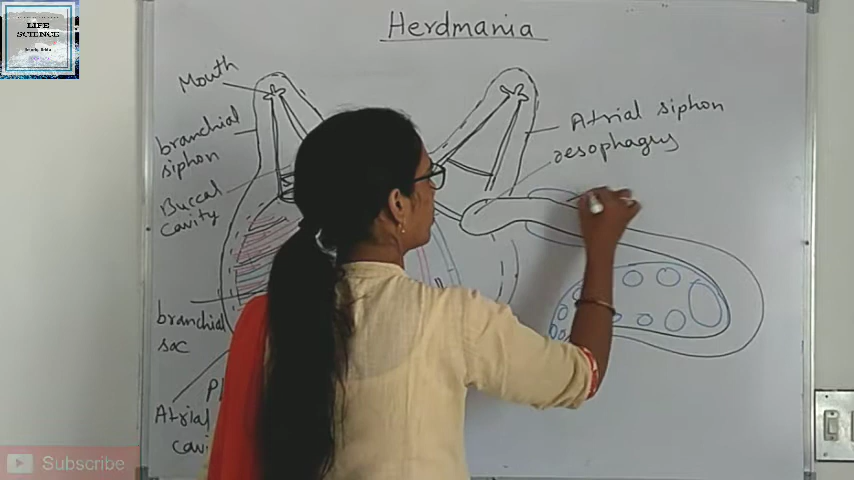 LIFE
SCIENCE
Herdmania
Mouth
branchial
siphon
Buccal
cavity
branchial
sac
Atrial
Atrial siphon
oesophagus
Subscribe